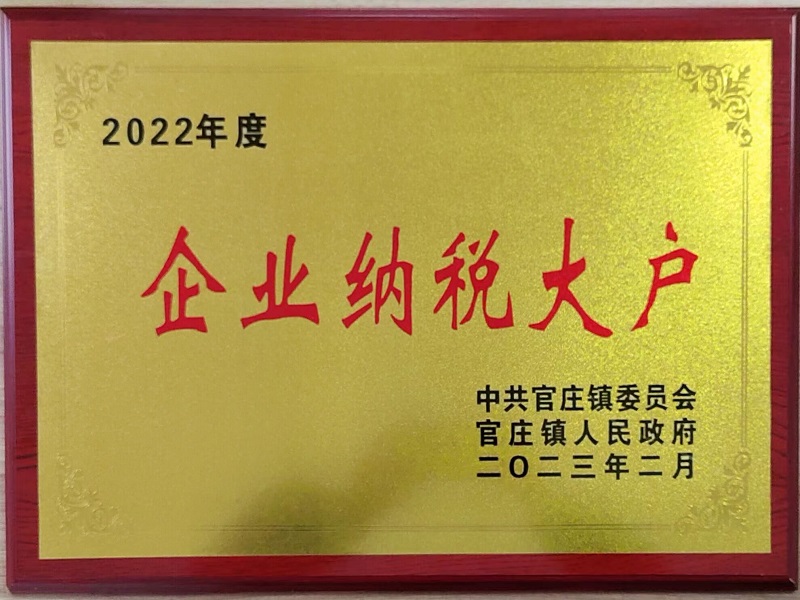 2022年度
企业纳税大户
中共官庄镇委员会
官庄镇人民政府
二〇二三年二月